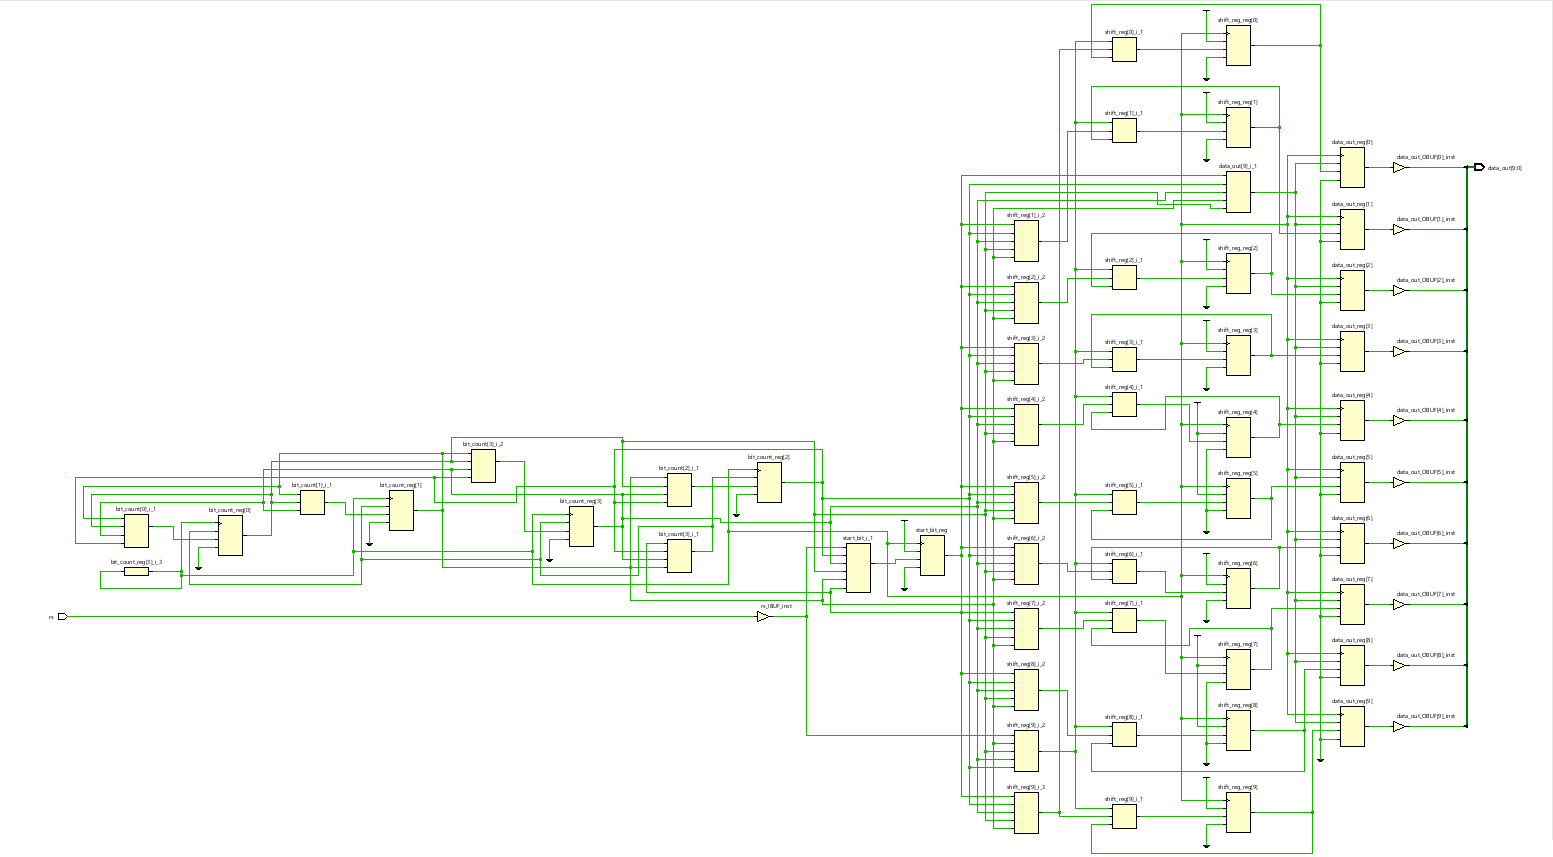 shift_reg_reg[0]
shift_reg[0]_i_1
shift_reg_reg[1]
shift_reg[1]_i_1
data_out_reg[0]
data_out_OBUF[0]_inst
data_out[9]_i_1
data_out[9:0]
data_out_reg[1]
shift_reg[1]_i_2
data_out_OBUF[1]_inst
shift_reg_reg[2]
shift_reg[2]_i_1
data_out_reg[2]
shift_reg[2]_i_2
data_out_OBUF[2]_inst
shift_reg_reg[3]
data_out_reg[3]
shift_reg[3]_i_2
shift_reg[3]_i_1
data_out_OBUF[3]_inst
shift_reg[4]_i_1
data_out_reg[4]
shift_reg[4]_i_2
shift_reg_reg[4]
data_out_OBUF[4]_inst
bit_count[3]_i_2
bit_count_reg[2]
data_out_reg[5]
bit_count[2]_i_1
shift_reg_reg[5]
data_out_OBUF[5]_inst
shift_reg[5]_i_2
bit_count_reg[1]
bit_count[1]_i_1
shift_reg[5]_i_1
bit_count_reg[3]
bit_count[0]_i_1
bit_count_reg[0]
data_out_reg[6]
start_bit_reg
bit_count[3]_i_1
start_bit_i_1
shift_reg[6]_i_2
data_out_OBUF[6]_inst
shift_reg[6]_i_1
bit_count_reg[3]_i_3
shift_reg_reg[6]
data_out_reg[7]
rx
rx_IBUF_inst
shift_reg[7]_i_2
shift_reg[7]_i_1
data_out_OBUF[7]_inst
shift_reg_reg[7]
data_out_reg[8]
shift_reg[8]_i_2
data_out_OBUF[8]_inst
shift_reg_reg[8]
data_out_reg[9]
shift_reg[9]_i_2
shift_reg[8]_i_1
data_out_OBUF[9]_inst
shift_reg[9]_i_3
shift_reg[9]_i_1
shift_reg_reg[9]